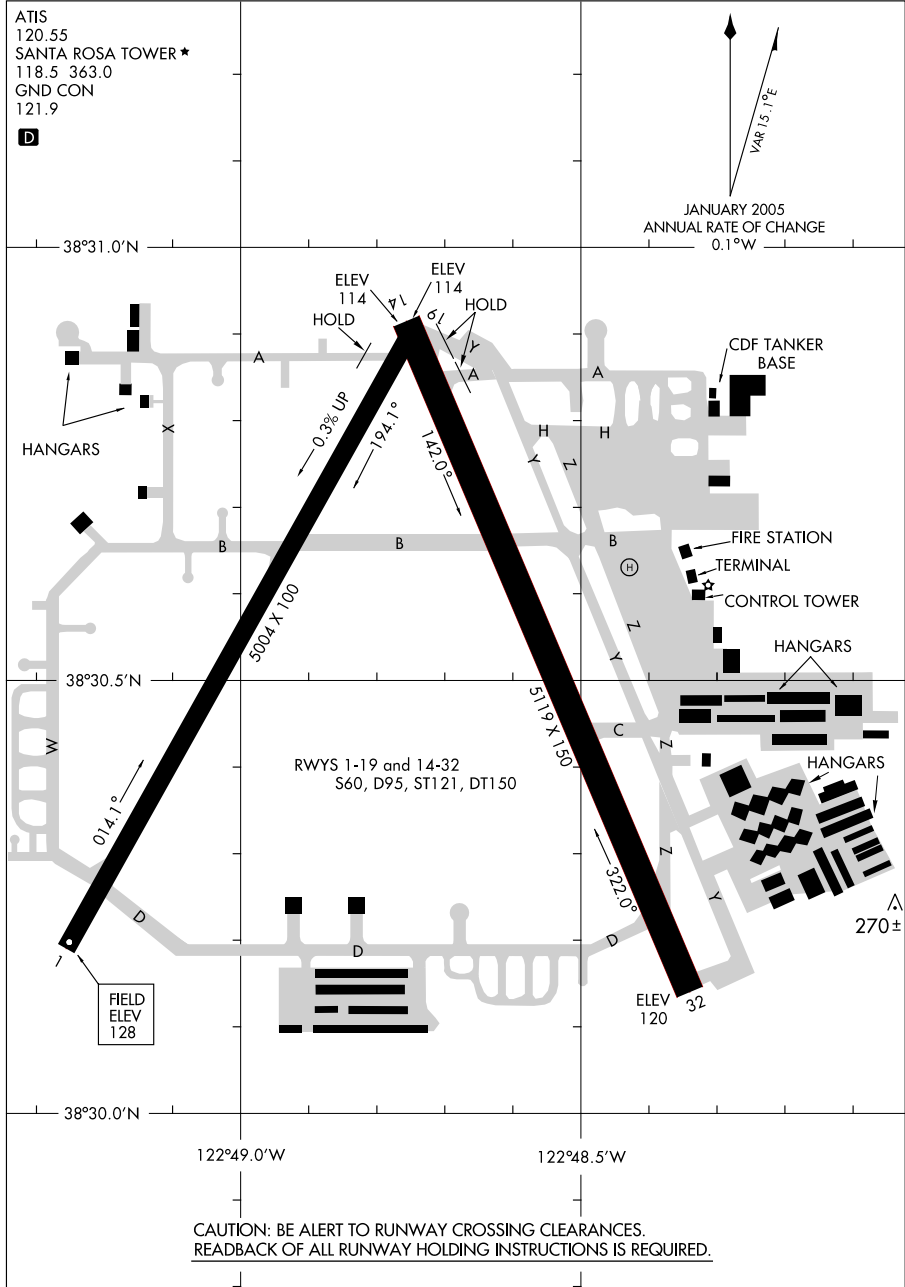 ATIS
120.55
SANTA ROSA TOWER ★
118.5 363.0
GND CON
121.9
D
VAR 15.1°E
JANUARY 2005
ANNUAL RATE OF CHANGE
0.1°W
38°31.0'N
ELEV
114
ELEV
114
14
19
HOLD
HOLD
A
Y
A
A
CDF TANKER
BASE
HANGARS
X
0.3% UP
194.1°
142.0°
H
H
Y
Z
B
B
B
H
FIRE STATION
TERMINAL
CONTROL TOWER
Z
Y
5004 X 100
38°30.5'N
HANGARS
5119 X 150
C
Z
W
RWYS 1-19 and 14-32
S60, D95, ST121, DT150
HANGARS
014.1°
322.0°
Z
Y
D
D
D
270±
1
FIELD
ELEV
128
ELEV
120
32
38°30.0'N
122°49.0'W
122°48.5'W
CAUTION: BE ALERT TO RUNWAY CROSSING CLEARANCES.
READBACK OF ALL RUNWAY HOLDING INSTRUCTIONS IS REQUIRED.